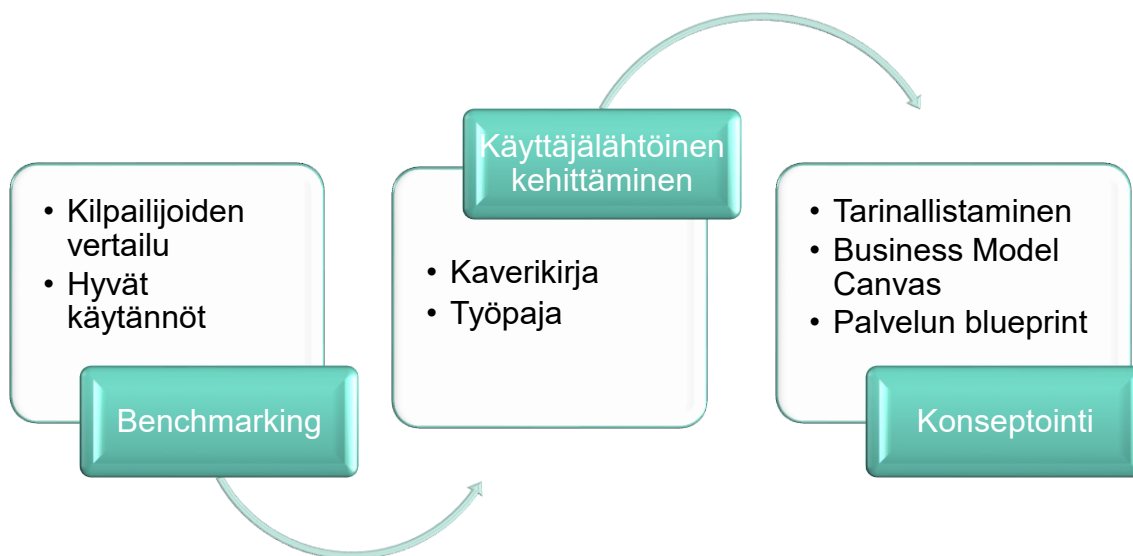 • Kilpailijoiden
vertailu
• Hyvät
käytännöt
Benchmarking
Käyttäjälähtöinen
kehittäminen
• Kaverikirja
• Työpaja
• Tarinallistaminen
• Business Model
Canvas
• Palvelun blueprint
Konseptointi